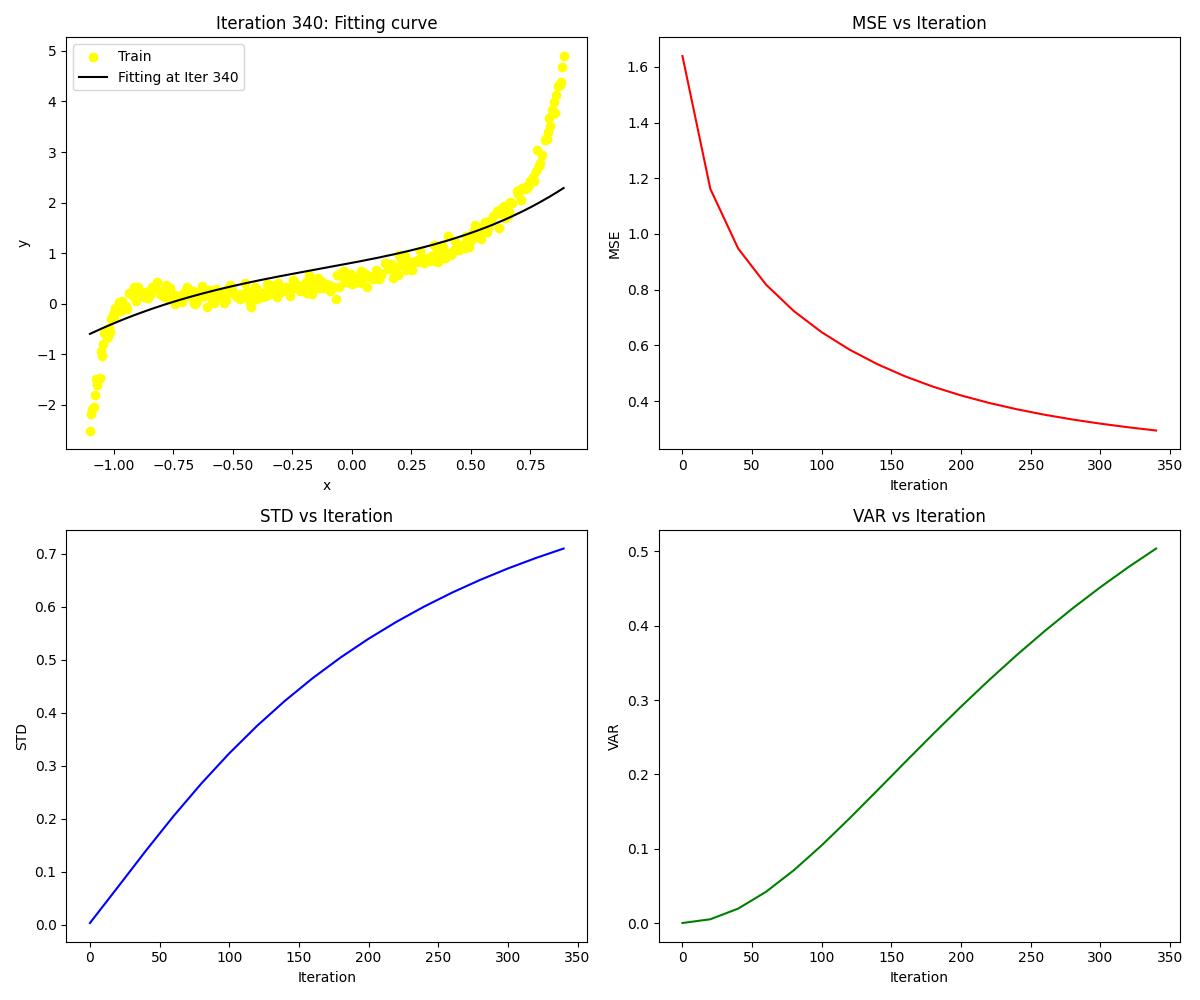 Iteration 340: Fitting curve
Train
Fitting at Iter 340
y
5
4
3
2
1
0
−1
−2
−1.00 −0.75 −0.50 −0.25 0.00 0.25 0.50 0.75
x
MSE vs Iteration
MSE
1.6
1.4
1.2
1.0
0.8
0.6
0.4
0 50 100 150 200 250 300 350
Iteration
STD vs Iteration
STD
0.7
0.6
0.5
0.4
0.3
0.2
0.1
0.0
0 50 100 150 200 250 300 350
Iteration
VAR vs Iteration
VAR
0.5
0.4
0.3
0.2
0.1
0.0
0 50 100 150 200 250 300 350
Iteration